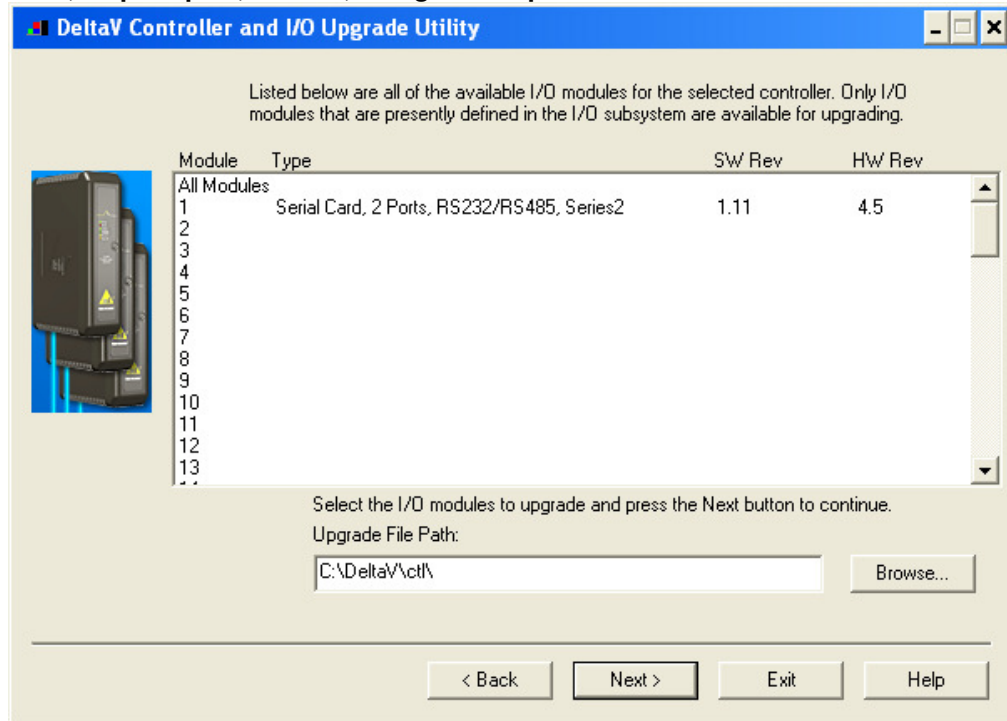 DeltaV Controller and I/O Upgrade Utility
Listed below are all of the available I/O modules for the selected controller. Only I/O
modules that are presently defined in the I/O subsystem are available for upgrading.
Module Type SW Rev HW Rev
All Modules
1 Serial Card, 2 Ports, RS232/RS485, Series2 1.11 4.5
2
3
4
5
6
7
8
9
10
11
12
13
Select the I/O modules to upgrade and press the Next button to continue.
Upgrade File Path:
C:\DeltaV\ctl\
Browse...
< Back Next > Exit Help